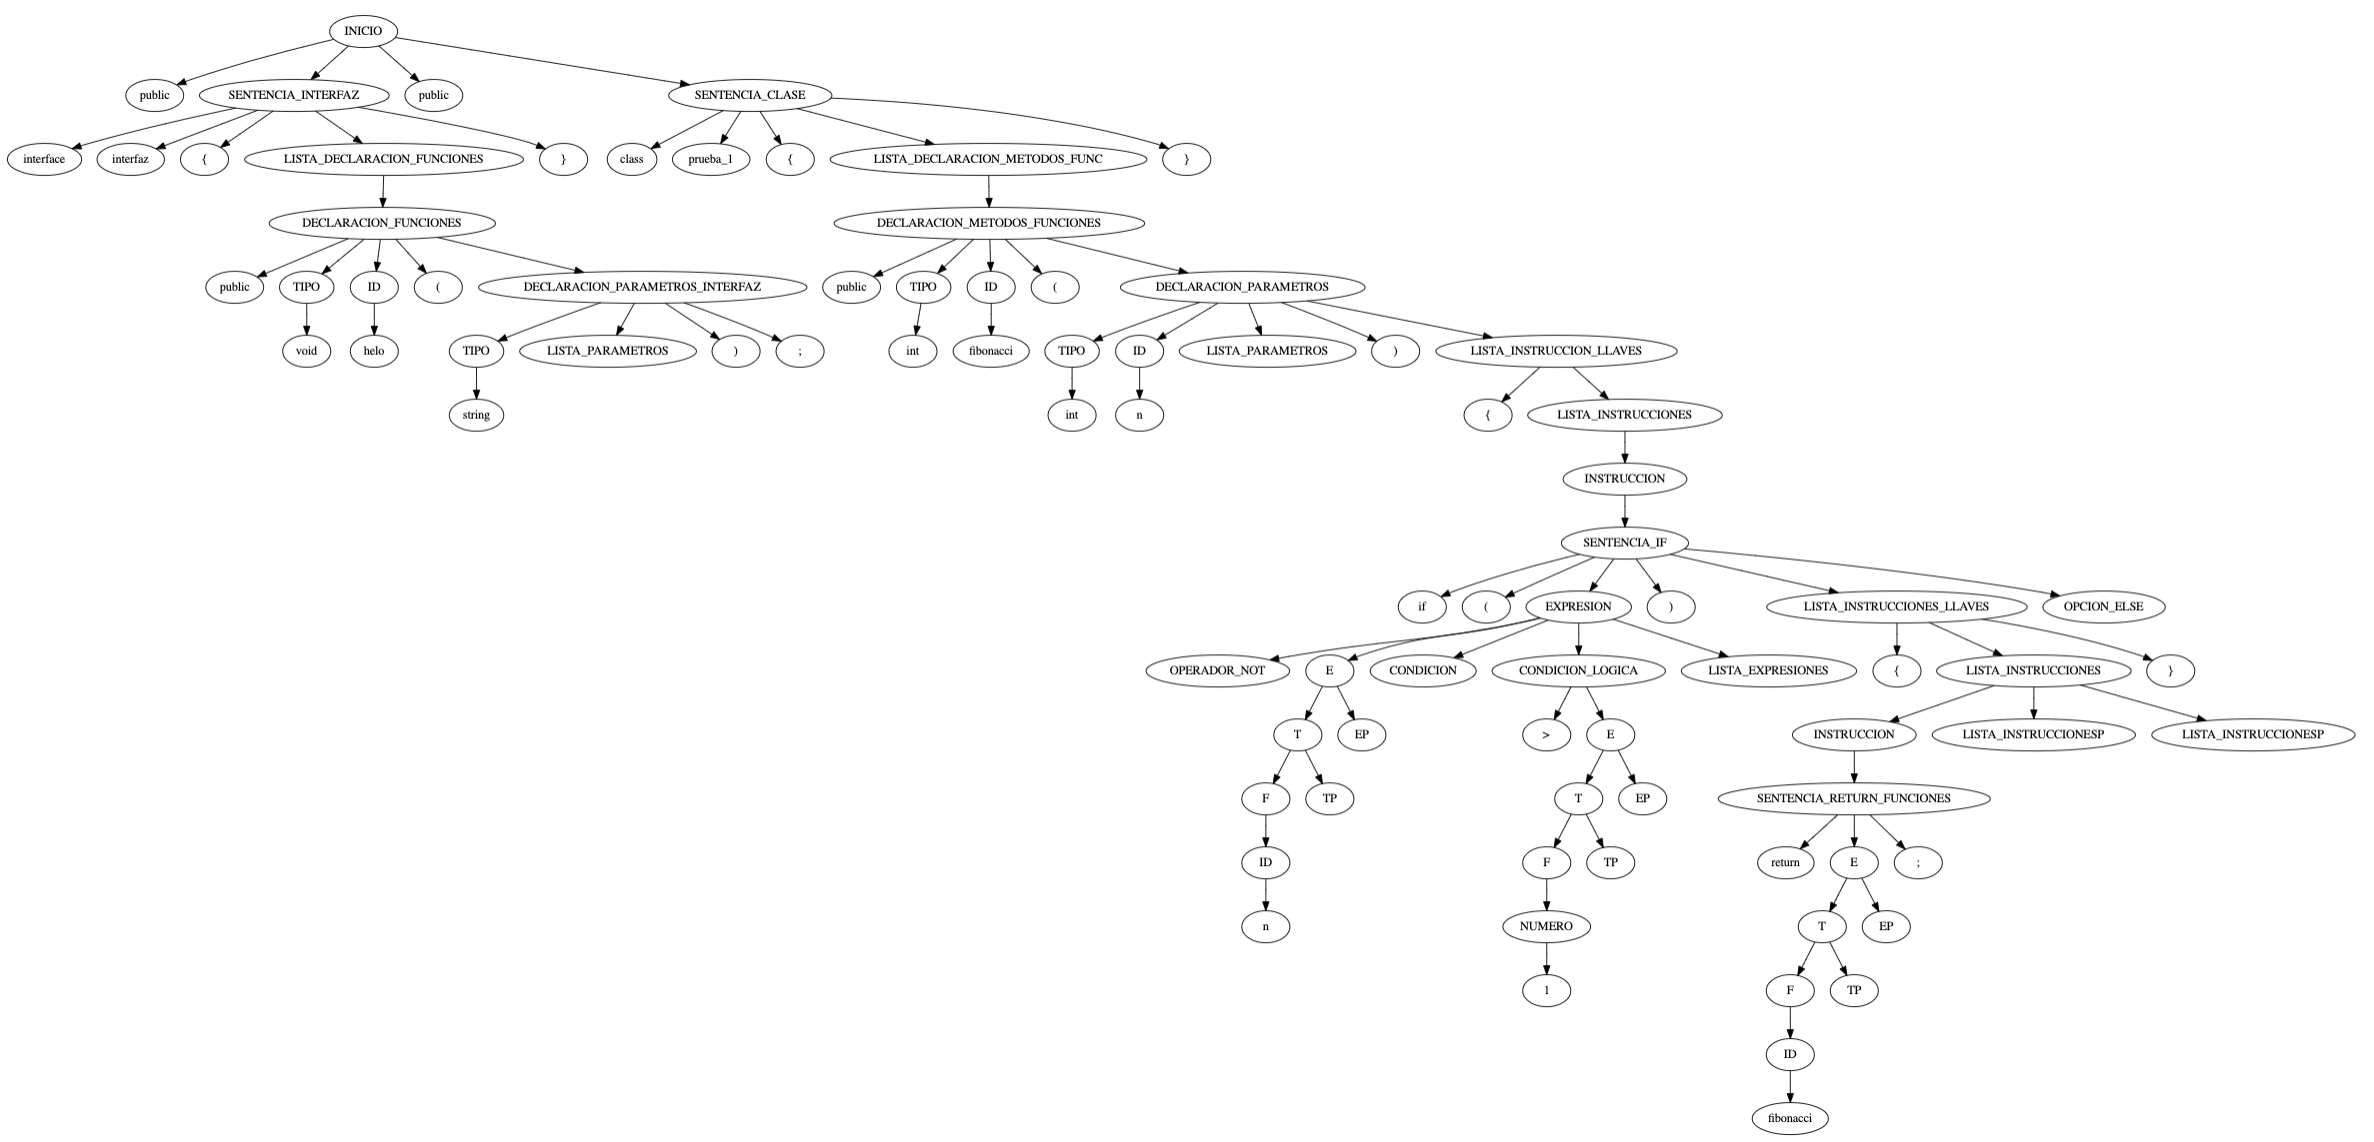 INICIO
public SENTENCIA_INTERFAZ public SENTENCIA_CLASE
interface interfaz { LISTA_DECLARACION_FUNCIONES } class prueba_1 { LISTA_DECLARACION_METODOS_FUNC }
DECLARACION_FUNCIONES DECLARACION_METODOS_FUNCIONES
public TIPO ID ( DECLARACION_PARAMETROS_INTERFAZ public TIPO ID ( DECLARACION_PARAMETROS
void helo TIPO LISTA_PARAMETROS ) ; int fibonacci TIPO ID LISTA_PARAMETROS ) LISTA_INSTRUCCION_LLAVES
string int n { LISTA_INSTRUCCIONES
INSTRUCCION
SENTENCIA_IF
if ( EXPRESION ) LISTA_INSTRUCCIONES_LLAVES OPCION_ELSE
OPERADOR_NOT E CONDICION CONDICION_LOGICA LISTA_EXPRESIONES { LISTA_INSTRUCCIONES }
T EP > E INSTRUCCION LISTA_INSTRUCCIONESP LISTA_INSTRUCCIONESP
F TP T EP SENTENCIA_RETURN_FUNCIONES
ID F TP return E ;
n NUMERO T EP
1 F TP
ID
fibonacci